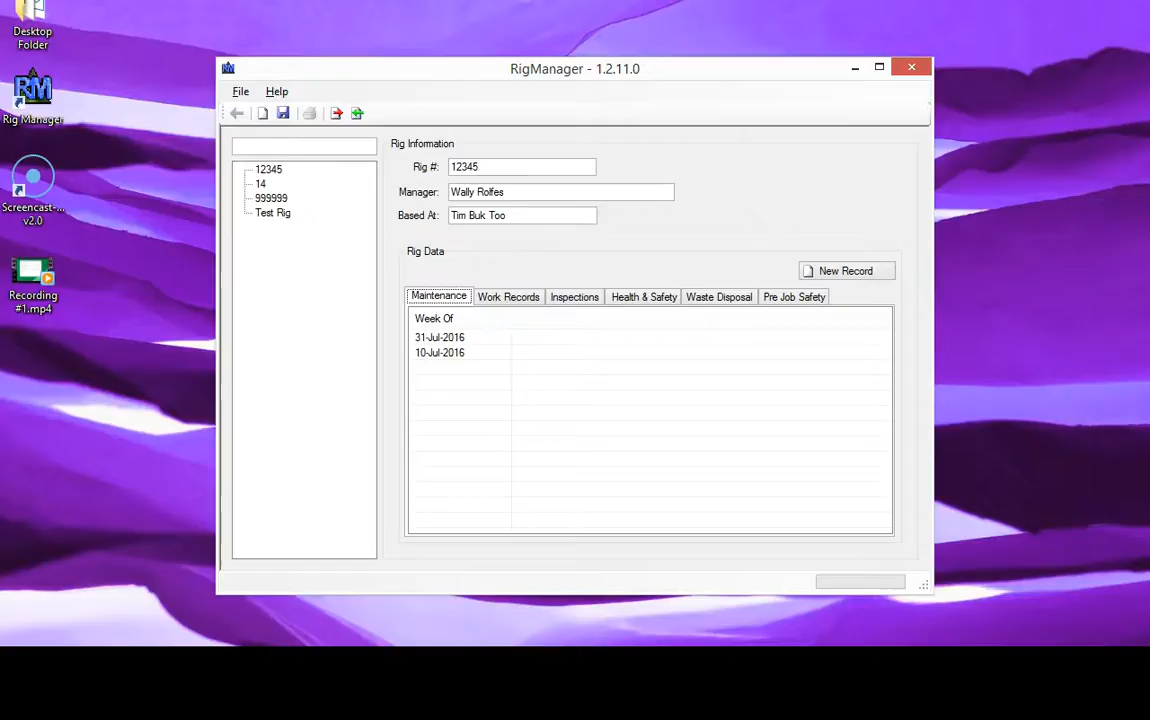 Desktop
Folder
RM
Rig Manager
Screencast-...
v2.0
Recording
#1.mp4
RM
RigManager - 1.2.11.0
File
Help
12345
14
999999
Test Rig
Rig Information
Rig #: 12345
Manager: Wally Rolfes
Based At: Tim Buk Too
Rig Data
New Record
Maintenance
Work Records
Inspections
Health & Safety
Waste Disposal
Pre Job Safety
Week Of
31-Jul-2016
10-Jul-2016